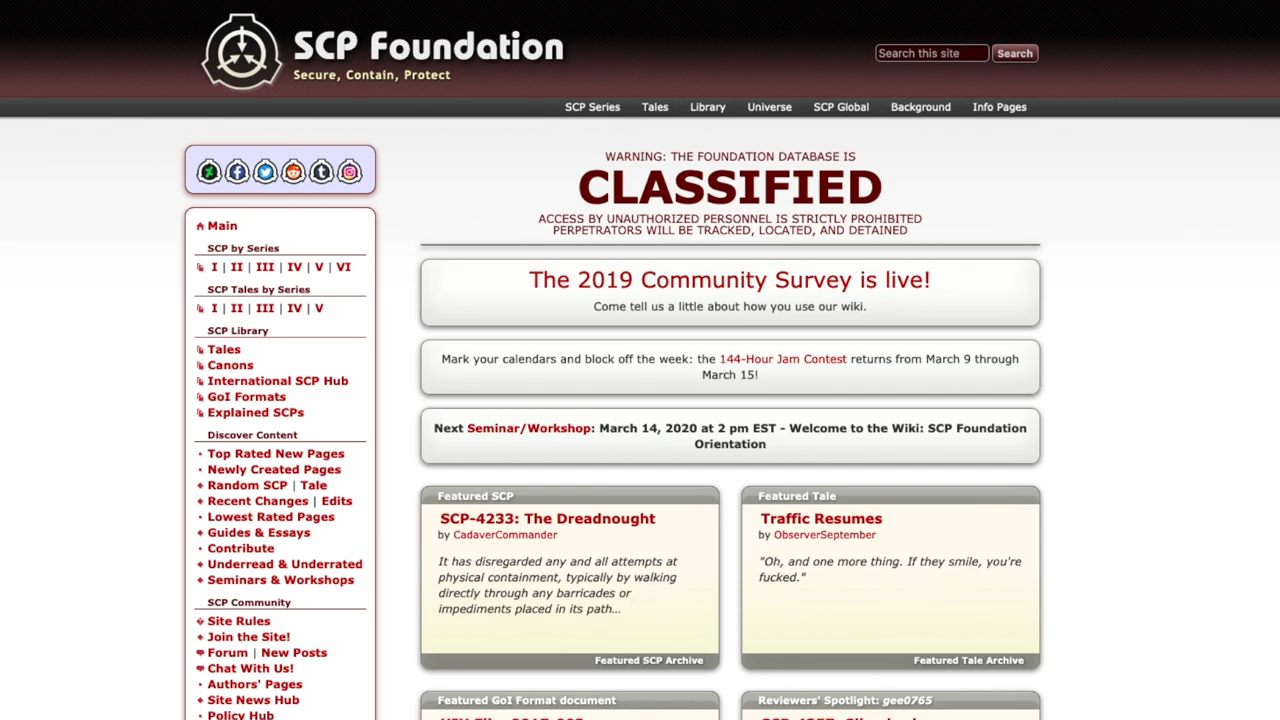 SCP Foundation
Secure, Contain, Protect
Search this site
Search
SCP Series Tales Library Universe SCP Global Background Info Pages
Main
SCP by Series
I | II | III | IV | V | VI
SCP Tales by Series
I | II | III | IV | V
SCP Library
Tales
Canons
International SCP Hub
GoI Formats
Explained SCPs
Discover Content
Top Rated New Pages
Newly Created Pages
Random SCP | Tale
Recent Changes | Edits
Lowest Rated Pages
Guides & Essays
Contribute
Underread & Underrated
Seminars & Workshops
SCP Community
Site Rules
Join the Site!
Forum | New Posts
Chat With Us!
Authors' Pages
Site News Hub
Policy Hub
WARNING: THE FOUNDATION DATABASE IS
CLASSIFIED
ACCESS BY UNAUTHORIZED PERSONNEL IS STRICTLY PROHIBITED
PERPETRATORS WILL BE TRACKED, LOCATED, AND DETAINED
The 2019 Community Survey is live!
Come tell us a little about how you use our wiki.
Mark your calendars and block off the week: the 144-Hour Jam Contest returns from March 9 through
March 15!
Next Seminar/Workshop: March 14, 2020 at 2 pm EST - Welcome to the Wiki: SCP Foundation
Orientation
Featured SCP
SCP-4233: The Dreadnought
by CadaverCommander
It has disregarded any and all attempts at
physical containment, typically by walking
directly through any barricades or
impediments placed in its path...
Featured SCP Archive
Featured Tale
Traffic Resumes
by ObserverSeptember
"Oh, and one more thing. If they smile, you're
fucked."
Featured Tale Archive
Featured GoI Format document
Reviewers' Spotlight: gee0765